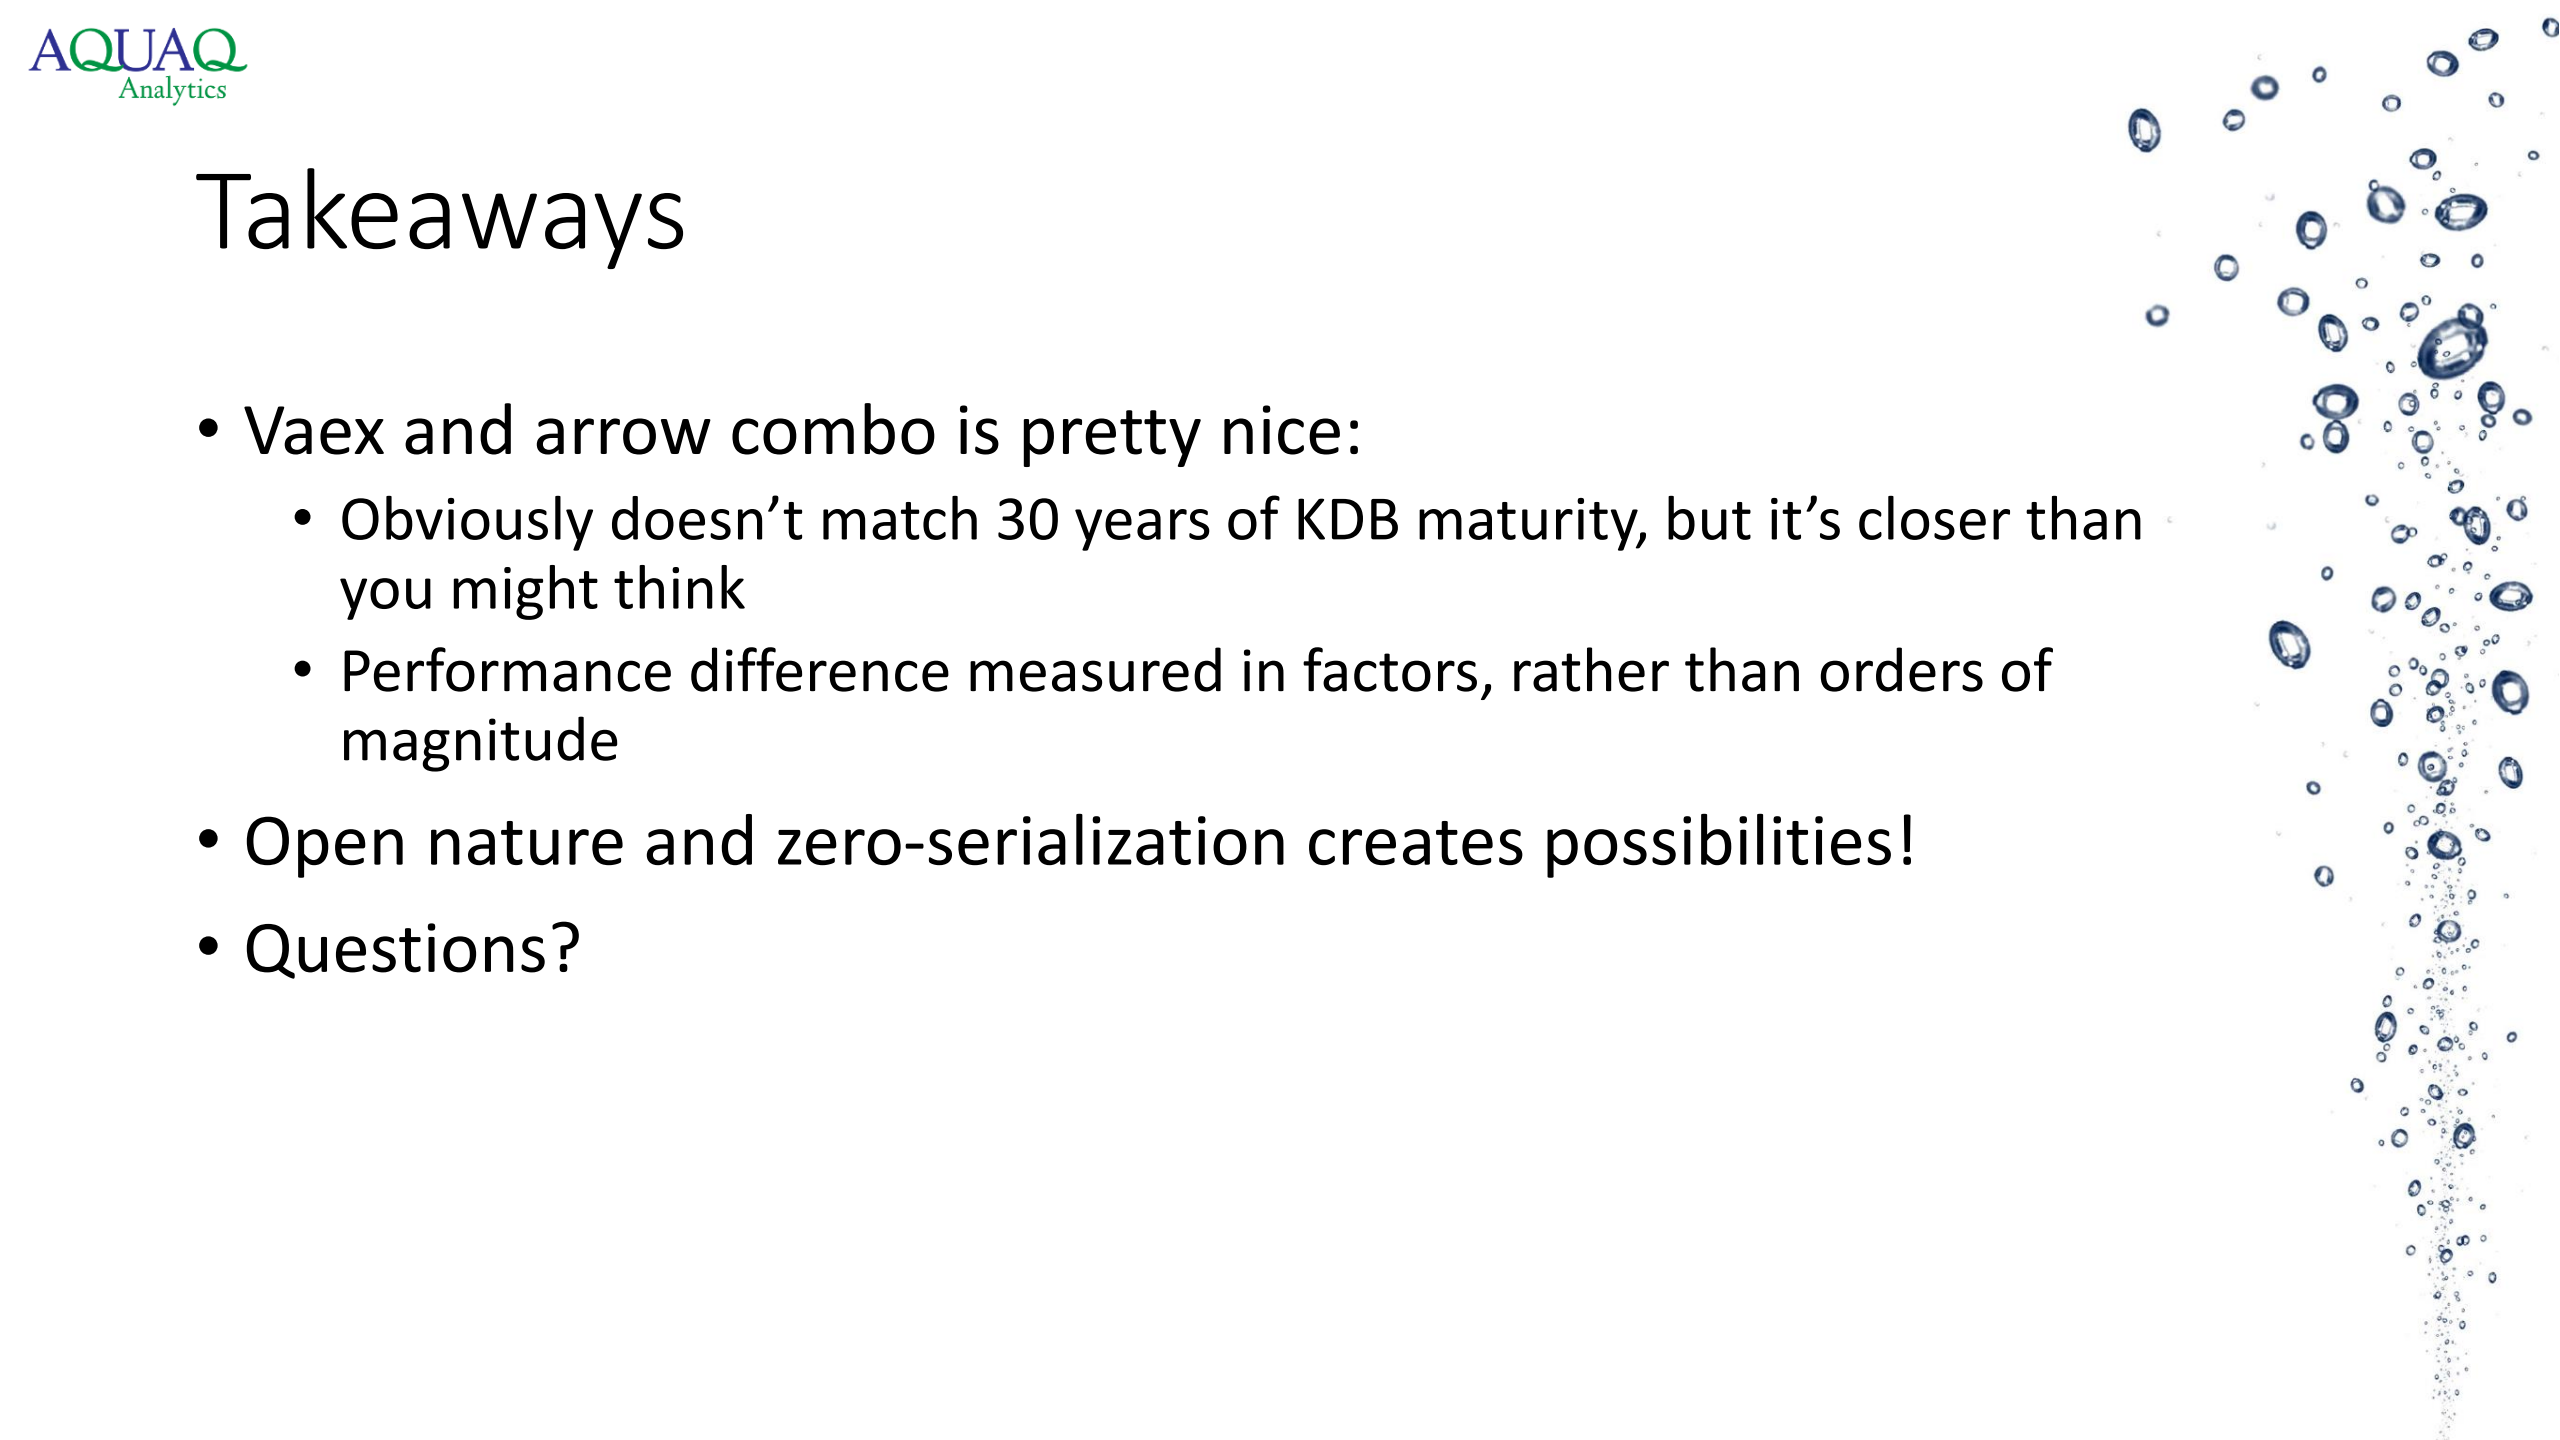 AQUAQ
Analytics
Takeaways
• Vaex and arrow combo is pretty nice:
• Obviously doesn’t match 30 years of KDB maturity, but it’s closer than
you might think
• Performance difference measured in factors, rather than orders of
magnitude
• Open nature and zero-serialization creates possibilities!
• Questions?